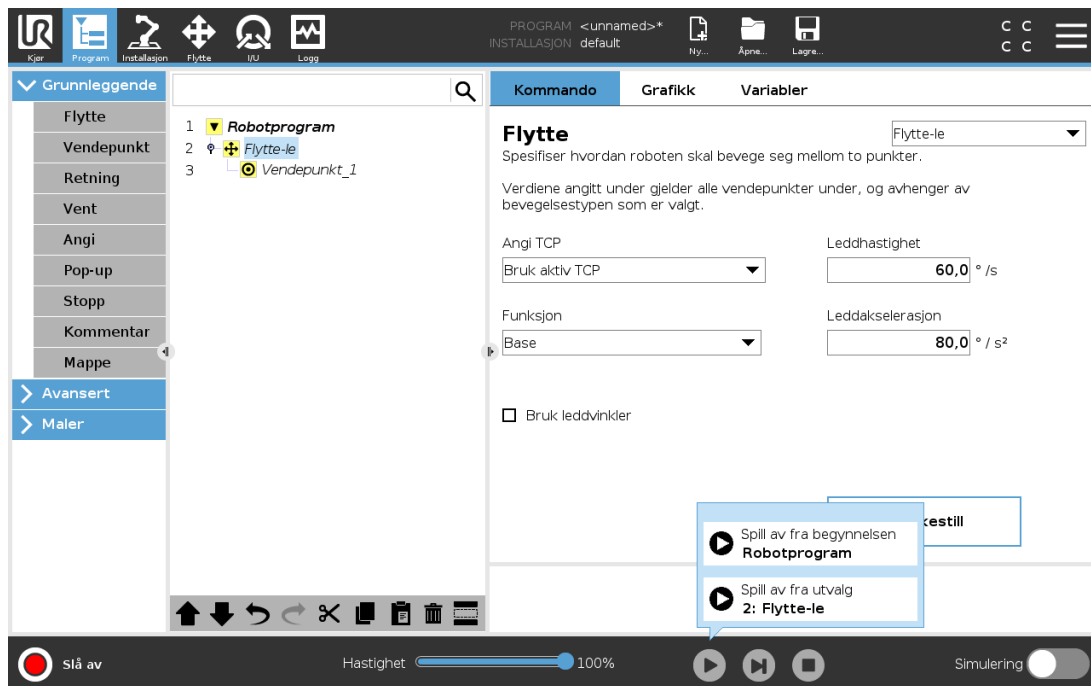 PROGRAM <unnamed>*
INSTALLASJON default
Kjør
Program
Installasjon
Flytte
I/U
Logg
Ny...
Åpne...
Lagre...
C C
C C
Grunnleggende
Flytte
Vendepunkt
Retning
Vent
Angi
Pop-up
Stopp
Kommentar
Mappe
Avansert
Maler
1 Robotprogram
2 Flytte-le
3 Vendepunkt_1
Kommando
Grafikk
Variabler
Flytte
Flytte-le
Spesifiser hvordan roboten skal bevege seg mellom to punkter.
Verdiene angitt under gjelder alle vendepunkter under, og avhenger av
bevegelsestypen som er valgt.
Angi TCP
Leddhastighet
Bruk aktiv TCP
60,0 °/s
Funksjon
Leddakselerasjon
Base
80,0 ° / s²
Bruk leddvinkler
kestill
Spill av fra begynnelsen
Robotprogram
Spill av fra utvalg
2: Flytte-le
Slå av
Hastighet
100%
Simulering